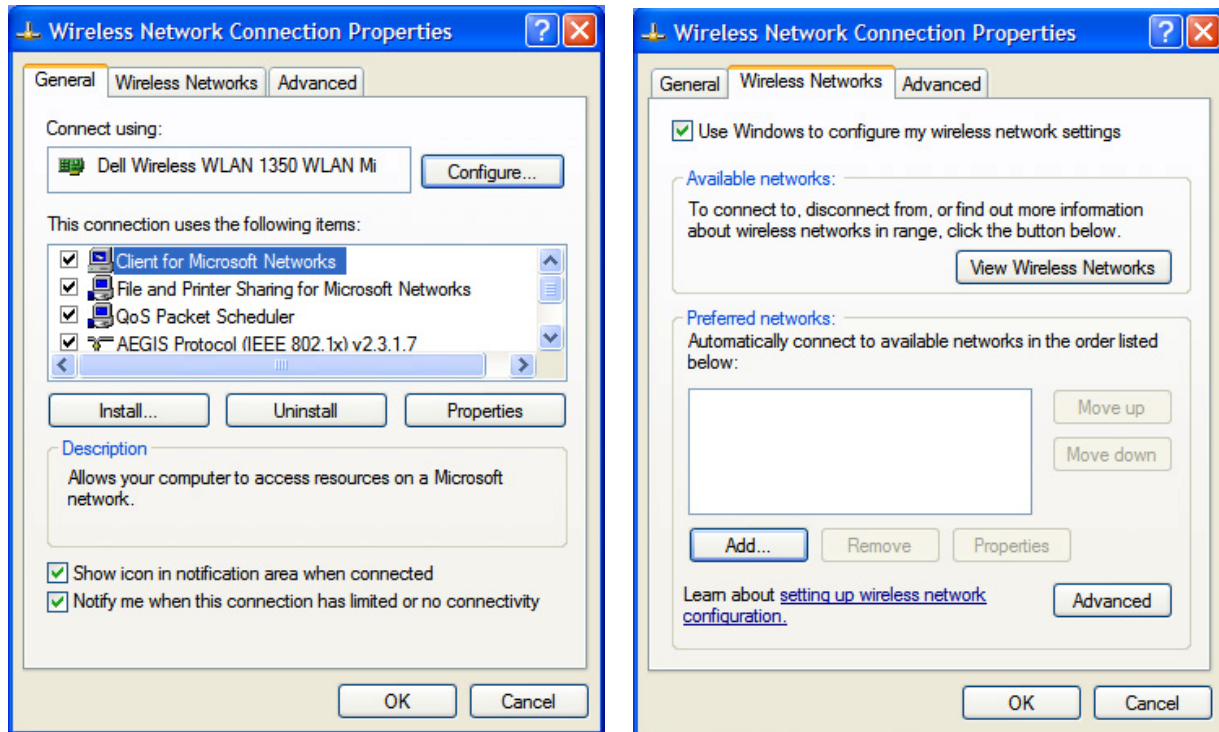 Wireless Network Connection Properties
General Wireless Networks Advanced
Connect using:
Dell Wireless WLAN 1350 WLAN Mi
Configure...
This connection uses the following items:
Client for Microsoft Networks
File and Printer Sharing for Microsoft Networks
QoS Packet Scheduler
AEGIS Protocol (IEEE 802.1x) v2.3.1.7
Install... Uninstall Properties
Description
Allows your computer to access resources on a Microsoft
network.
Show icon in notification area when connected
Notify me when this connection has limited or no connectivity
OK Cancel
Wireless Network Connection Properties
General Wireless Networks Advanced
Use Windows to configure my wireless network settings
Available networks:
To connect to, disconnect from, or find out more information
about wireless networks in range, click the button below.
View Wireless Networks
Preferred networks:
Automatically connect to available networks in the order listed
below:
Move up
Move down
Add... Remove Properties
Learn about setting up wireless network
configuration.
Advanced
OK Cancel